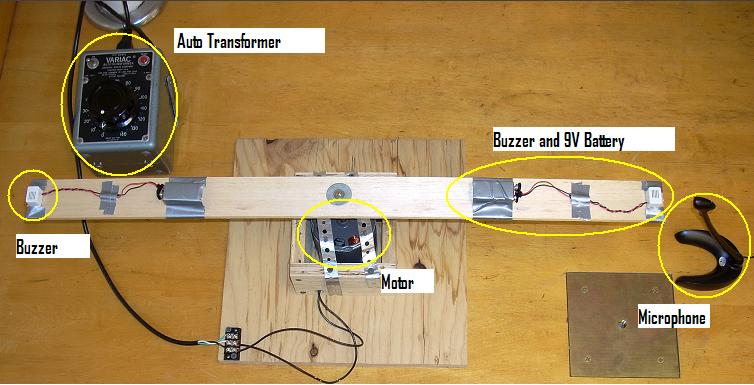 Auto Transformer
VARIAC
Buzzer and 9V Battery
Buzzer
Motor
Microphone